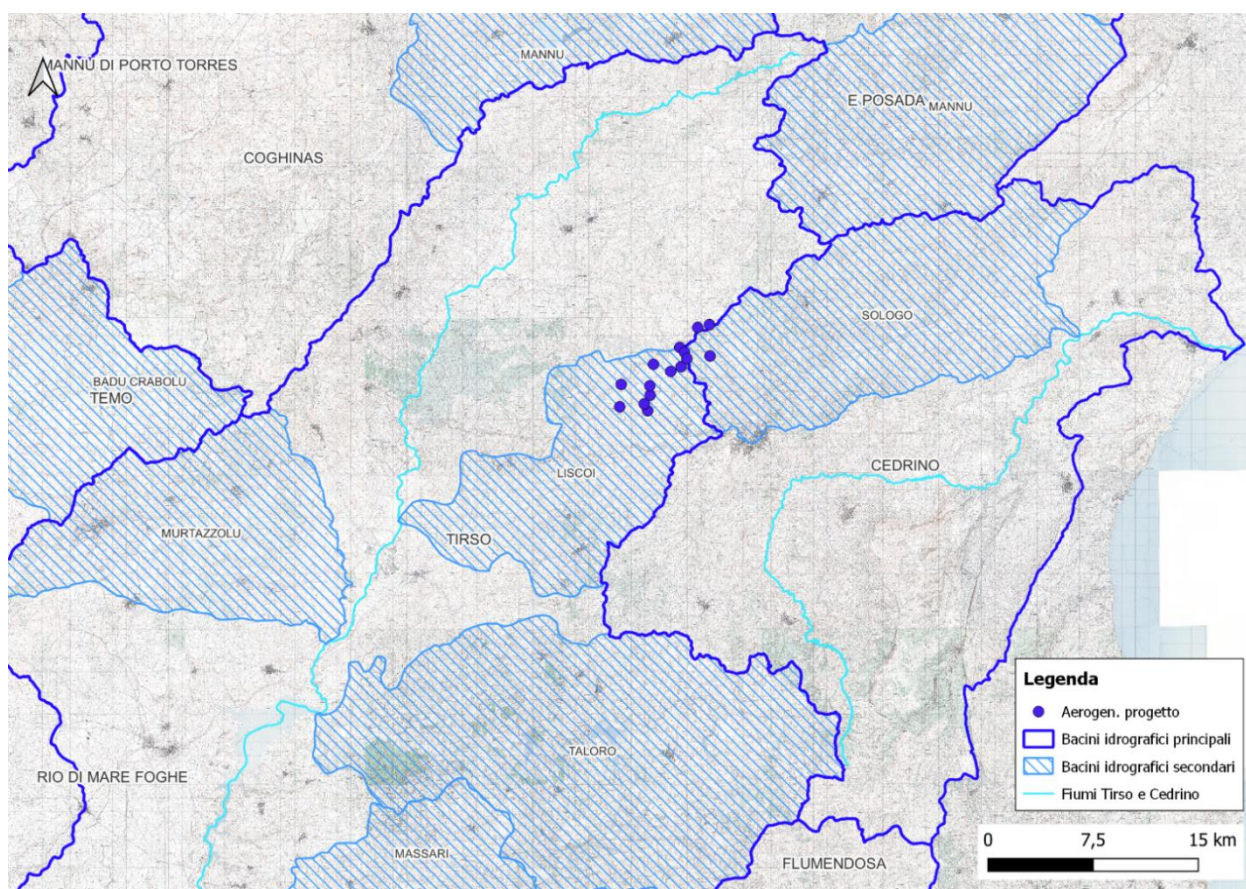 MANNU
MANNU DI PORTO TORRES
E POSADA
MANNU
COGHINAS
SOLOGO
BADU CRABOLU
TEMO
CEDRINO
LISCOI
MURTAZZOLU
TIRSO
TALORO
RIO DI MARE FOGHE
MASSARI
FLUMENDOSA
Legenda
Aerogen. progetto
Bacini idrografici principali
Bacini idrografici secondari
Fiumi Tirso e Cedrino
0 7,5 15 km